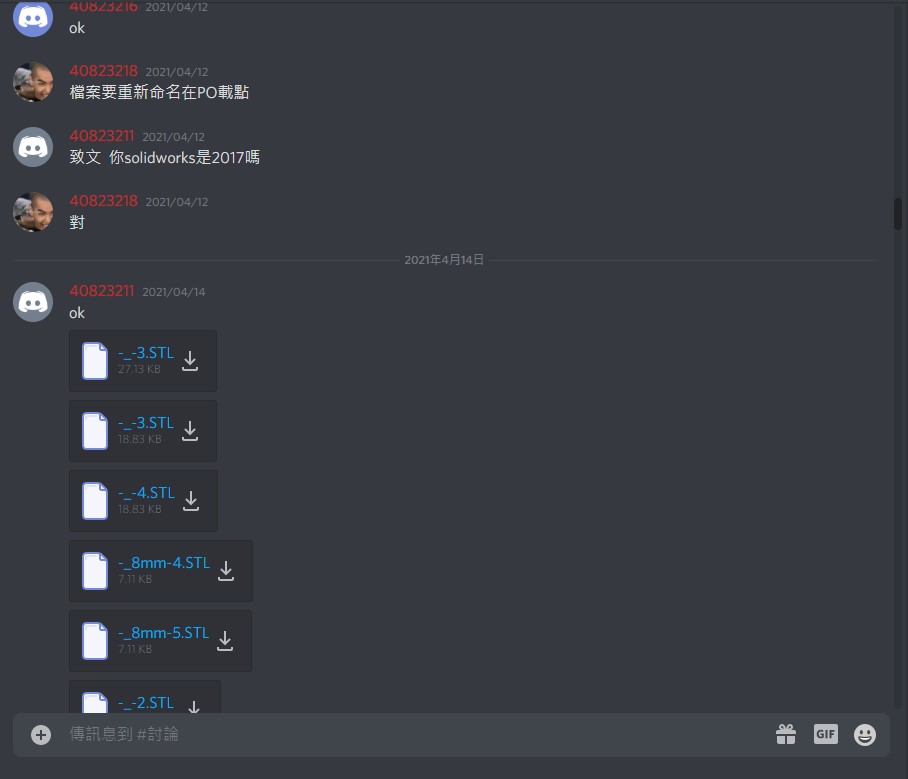 40823216 2021/04/12
ok
40823218 2021/04/12
檔案要重新命名在PO載點
40823211 2021/04/12
致文 你solidworks是2017嗎
40823218 2021/04/12
對
2021年4月14日
40823211 2021/04/14
ok
-_-3.STL
27.13 KB
-_-3.STL
18.83 KB
-_-4.STL
18.83 KB
-_8mm-4.STL
7.11 KB
-_8mm-5.STL
7.11 KB
-_-2.STL
傳訊息到 #討論
GIF